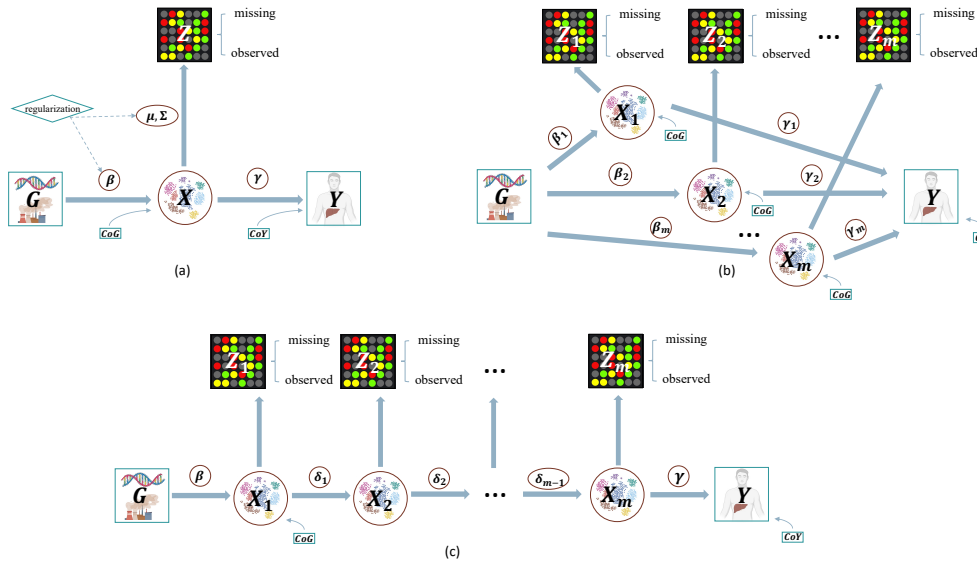 missing
Z
observed
regularization
μ, Σ
β
γ
G
X
Y
CoG
CoY
(a)
missing
Z₁
Z₂
...
Zₘ
missing
missing
observed
observed
observed
X₁
β₁
CoG
γ₁
G
β₂
X₂
γ₂
Y
CoG
...
βₘ
Xₘ
γₘ
CoG
(b)
missing
missing
missing
Z₁
Z₂
...
Zₘ
observed
observed
observed
β
δ₁
δ₂
δₘ₋₁
γ
G
X₁
X₂
...
Xₘ
Y
CoG
CoY
(c)